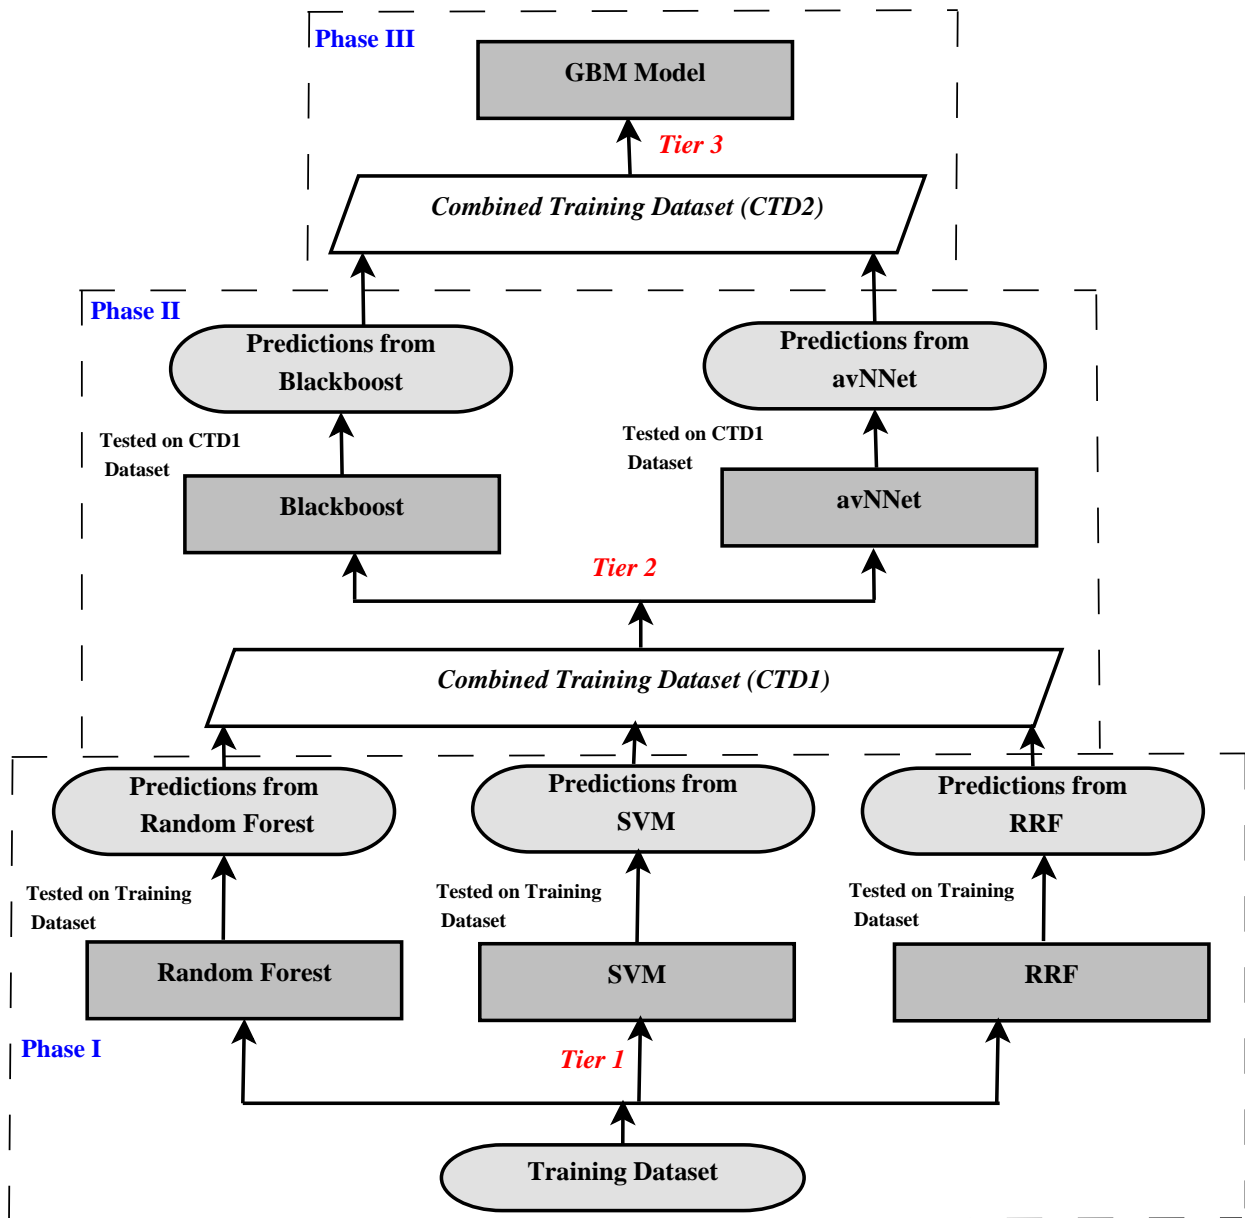 Phase III
GBM Model
Tier 3
Combined Training Dataset (CTD2)
Phase II
Predictions from
Blackboost
Predictions from
avNNet
Tested on CTD1
Dataset
Tested on CTD1
Dataset
Blackboost
avNNet
Tier 2
Combined Training Dataset (CTD1)
Predictions from
Random Forest
Predictions from
SVM
Predictions from
RRF
Tested on Training
Dataset
Tested on Training
Dataset
Tested on Training
Dataset
Random Forest
SVM
RRF
Phase I
Tier 1
Training Dataset